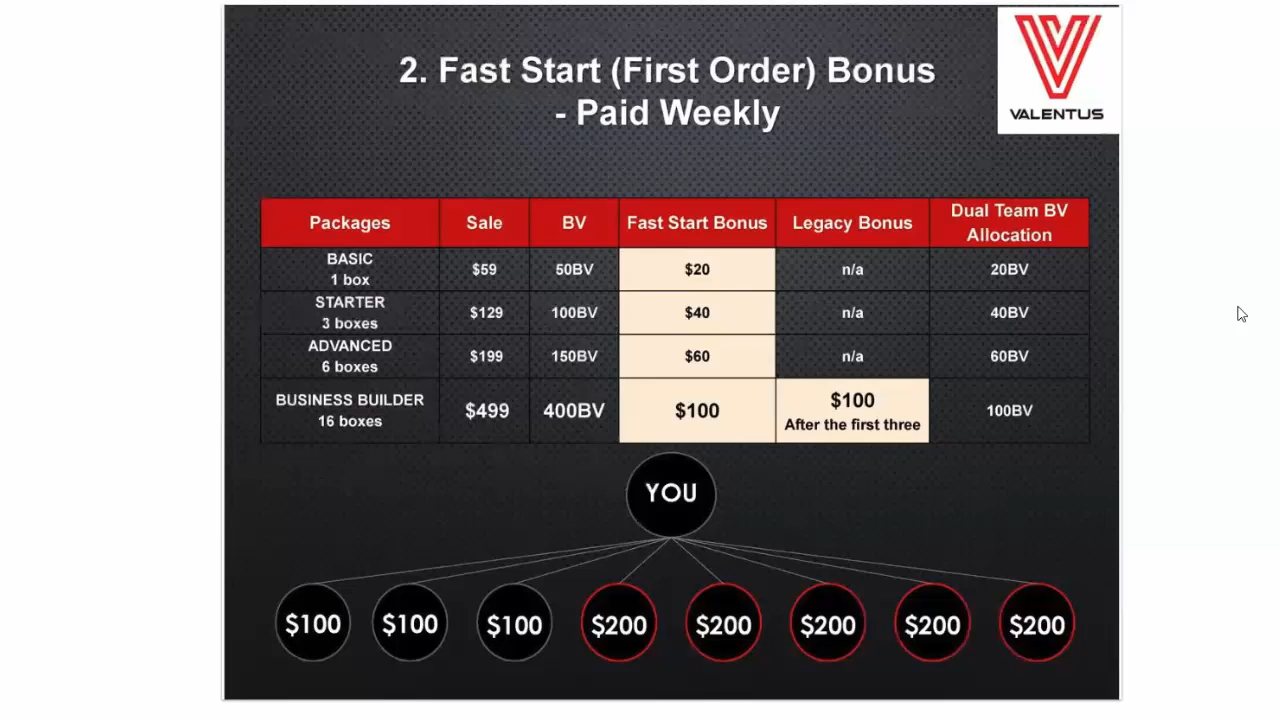 2. Fast Start (First Order) Bonus
- Paid Weekly
VALENTUS
Packages Sale BV Fast Start Bonus Legacy Bonus Dual Team BV Allocation
BASIC
1 box
$59 50BV $20 n/a 20BV
STARTER
3 boxes
$129 100BV $40 n/a 40BV
ADVANCED
6 boxes
$199 150BV $60 n/a 60BV
BUSINESS BUILDER
16 boxes
$499 400BV $100
$100
After the first three
100BV
YOU
$100 $100 $100 $200 $200 $200 $200 $200